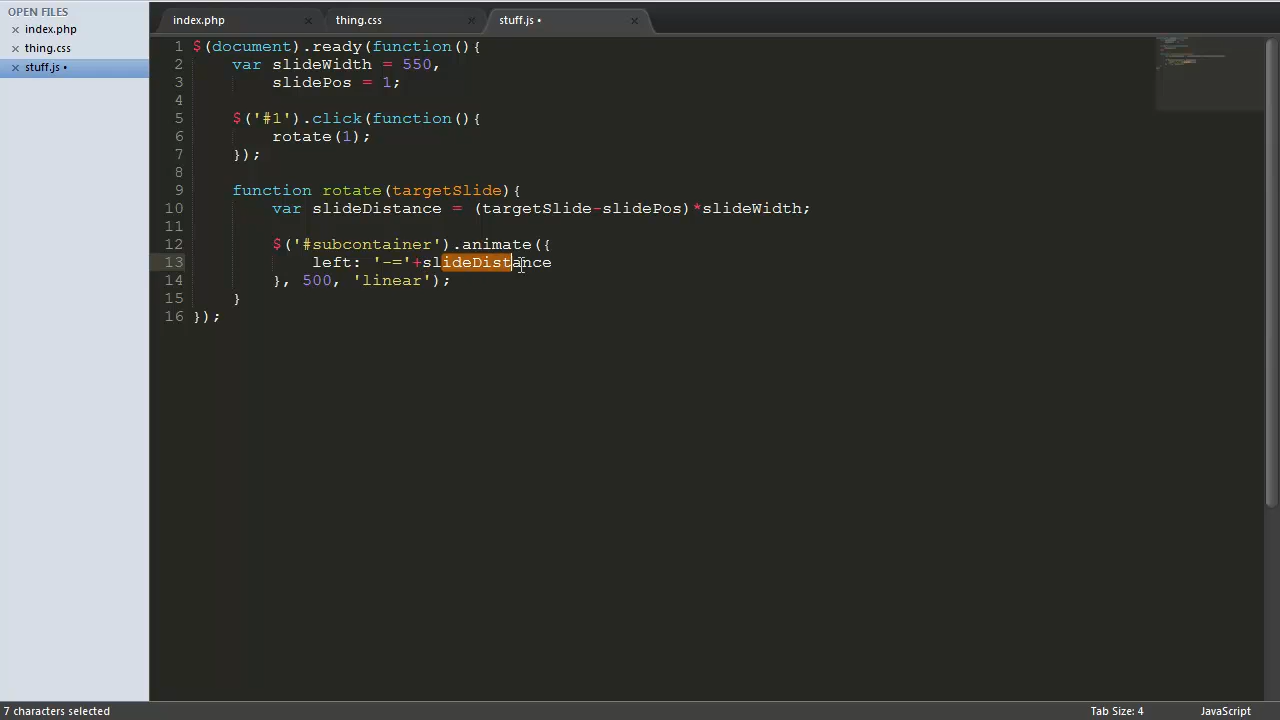 OPEN FILES
× index.php
× thing.css
× stuff.js •
index.php ×
thing.css ×
stuff.js • ×
1 $(document).ready(function(){
2     var slideWidth = 550,
3         slidePos = 1;
4
5     $('#1').click(function(){
6         rotate(1);
7     });
8
9     function rotate(targetSlide){
10         var slideDistance = (targetSlide-slidePos)*slideWidth;
11
12         $('#subcontainer').animate({
13             left: '-='+slideDistance
14         }, 500, 'linear');
15     }
16 });
7 characters selected
Tab Size: 4
JavaScript